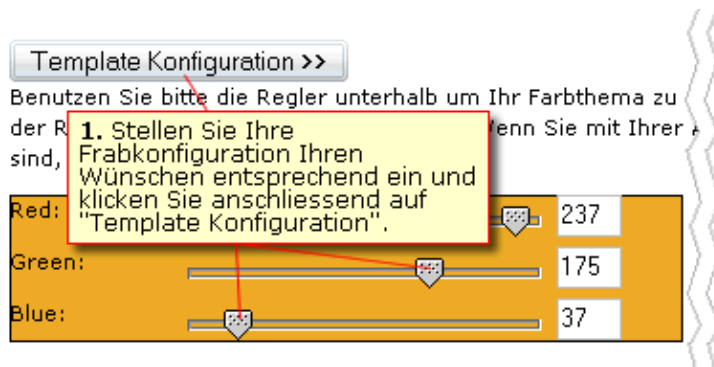 Template Konfiguration >>
Benutzen Sie bitte die Regler unterhalb um Ihr Farbthema zu
der R
enn Sie mit Ihrer
sind,
1. Stellen Sie Ihre
Frabkonfiguration Ihren
Wünschen entsprechend ein und
klicken Sie anschliessend auf
"Template Konfiguration".
Red: 237
Green: 175
Blue: 37